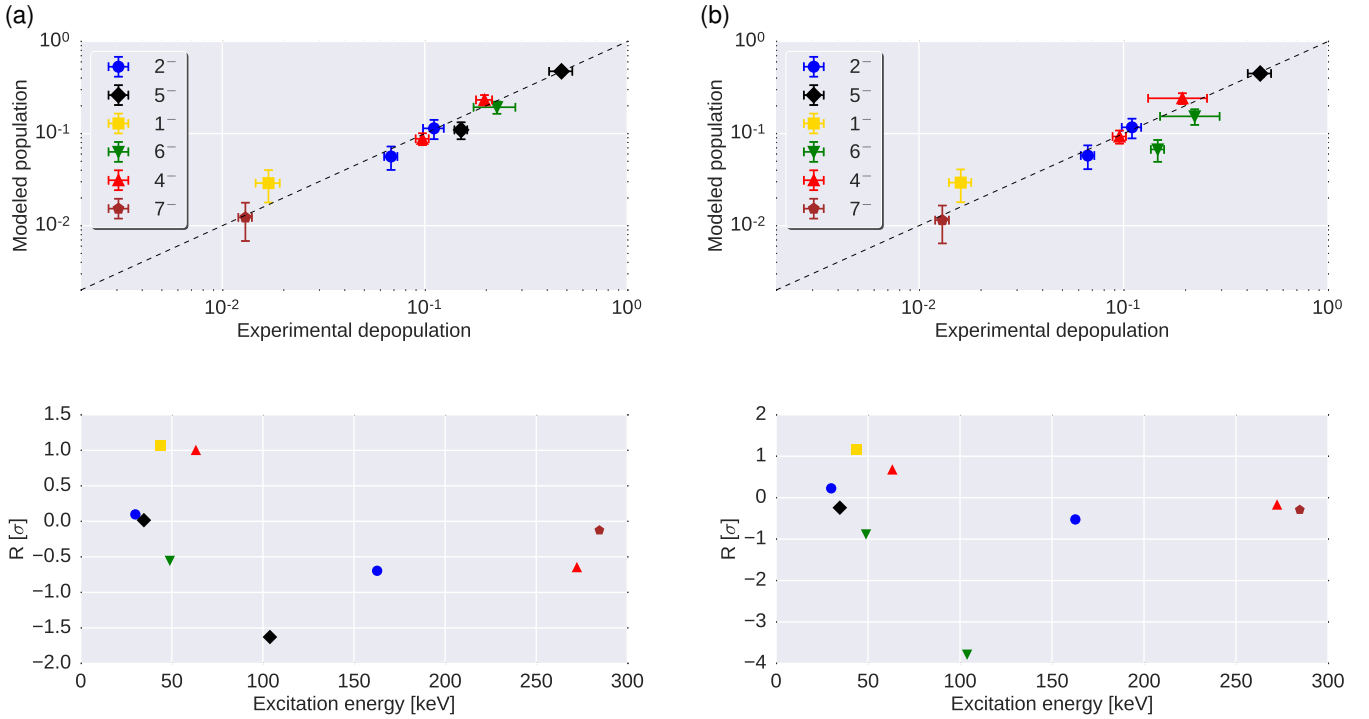 (a)
(b)
10⁰
10⁻¹
10⁻²
Modeled population
2⁻
5⁻
1⁻
6⁻
4⁻
7⁻
10⁻² 10⁻¹ 10⁰
Experimental depopulation
10⁰
10⁻¹
10⁻²
Modeled population
2⁻
5⁻
1⁻
6⁻
4⁻
7⁻
10⁻² 10⁻¹ 10⁰
Experimental depopulation
1.5
1.0
0.5
0.0
−0.5
−1.0
−1.5
−2.0
R [σ]
0 50 100 150 200 250 300
Excitation energy [keV]
2
1
0
−1
−2
−3
−4
R [σ]
0 50 100 150 200 250 300
Excitation energy [keV]